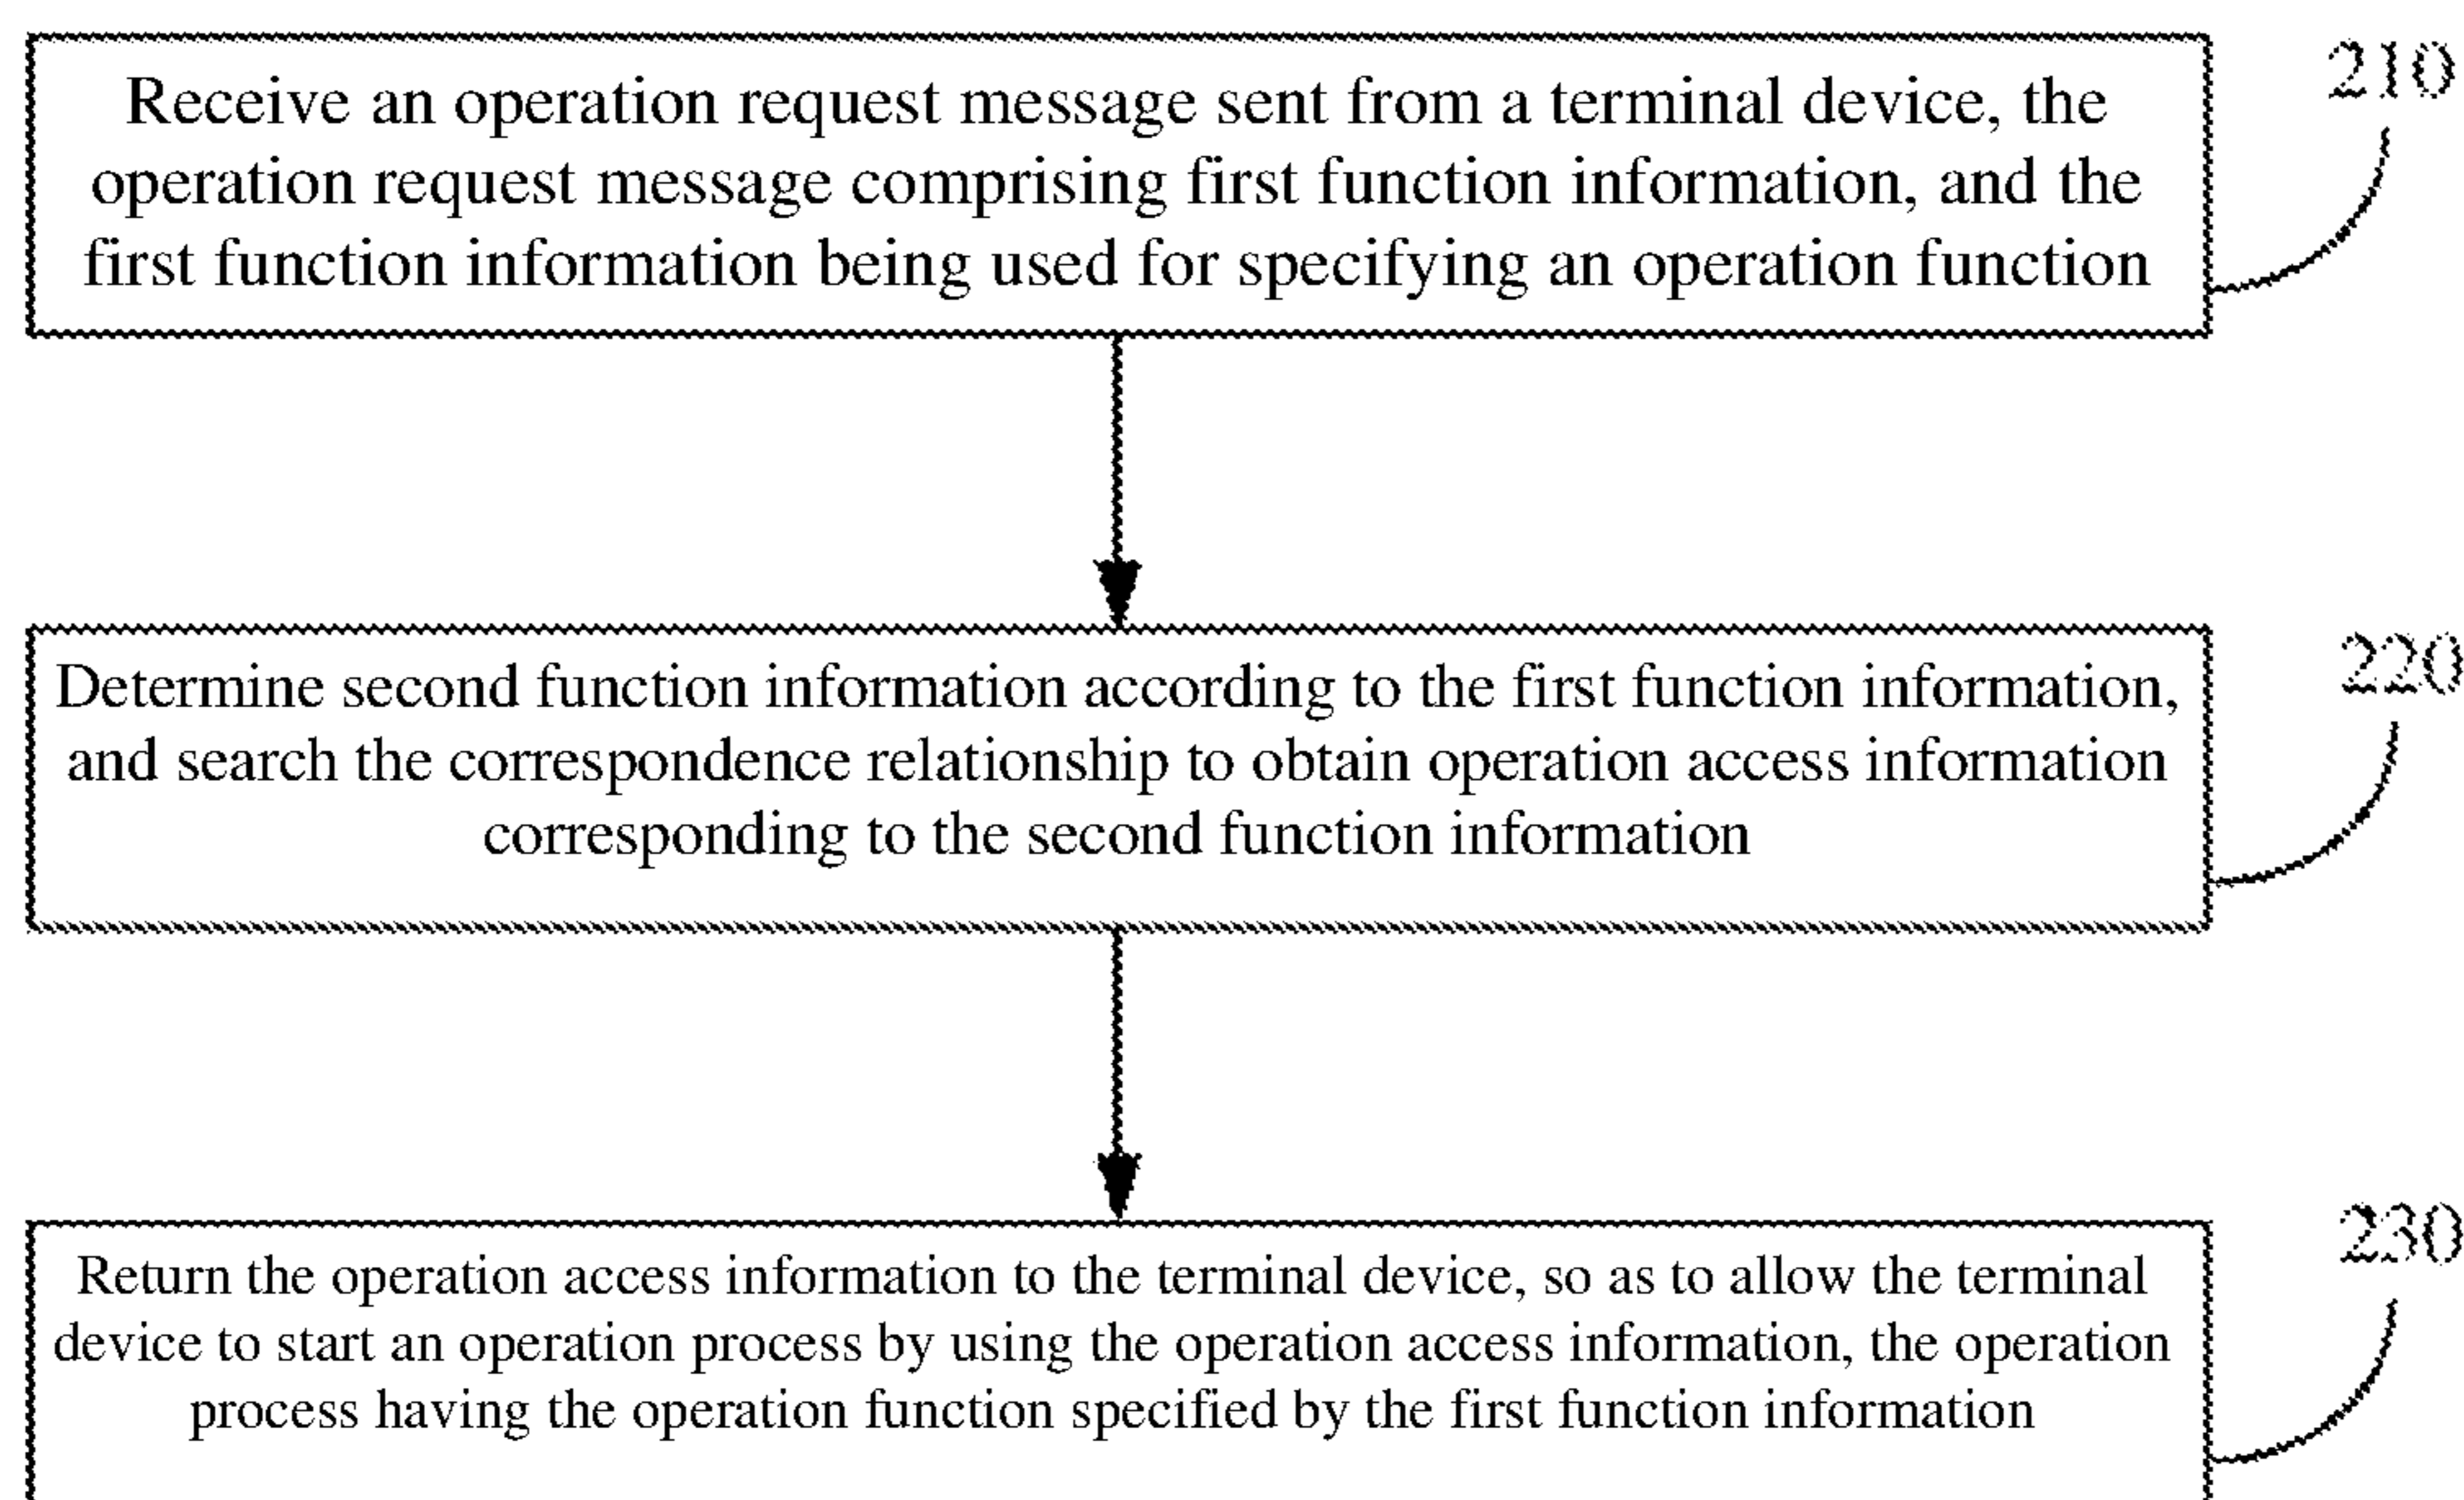 Receive an operation request message sent from a terminal device, the
operation request message comprising first function information, and the
first function information being used for specifying an operation function
210
Determine second function information according to the first function information,
and search the correspondence relationship to obtain operation access information
corresponding to the second function information
220
Return the operation access information to the terminal device, so as to allow the terminal
device to start an operation process by using the operation access information, the operation
process having the operation function specified by the first function information
230